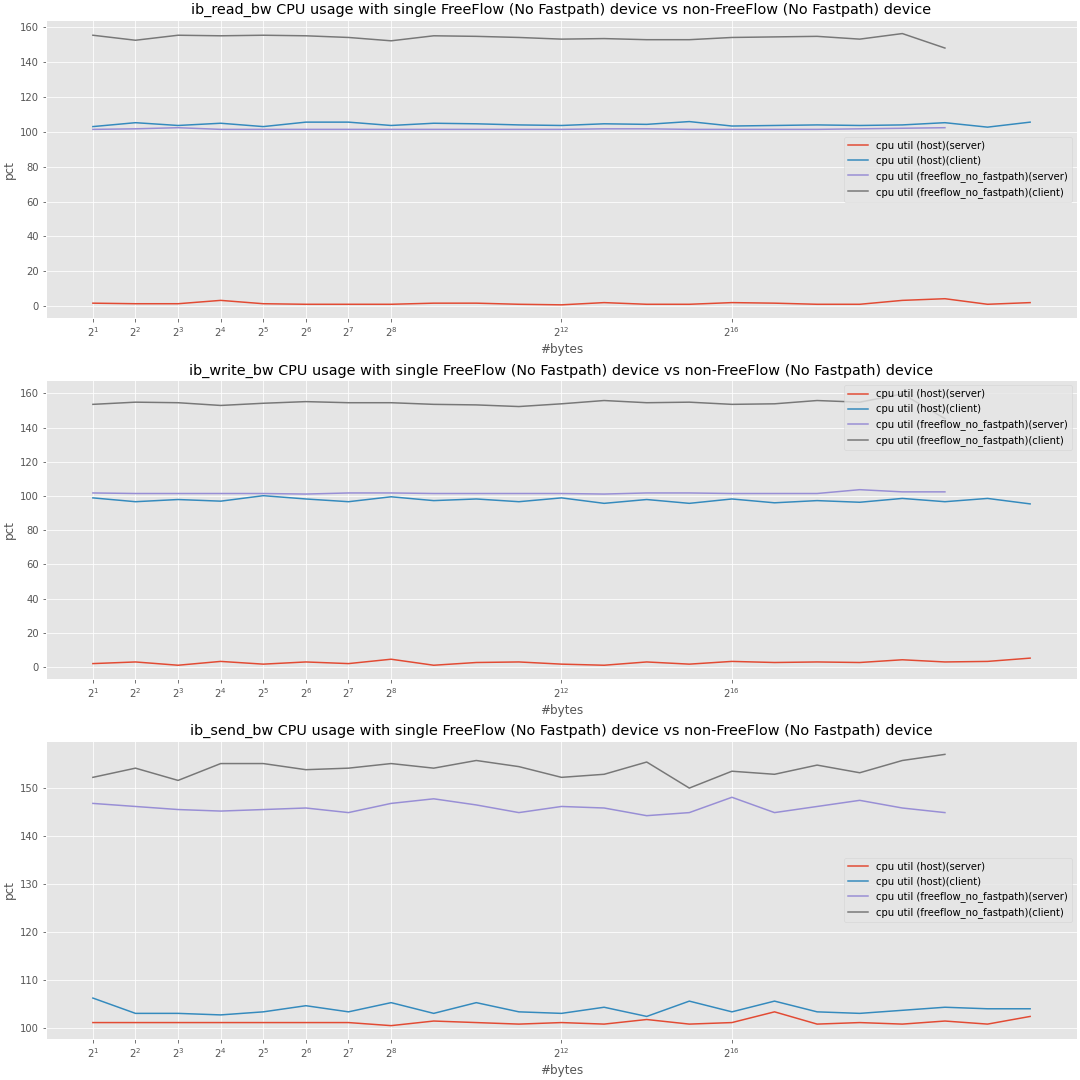 ib_read_bw CPU usage with single FreeFlow (No Fastpath) device vs non-FreeFlow (No Fastpath) device
160
140
120
100
80
60
40
20
0
pct
cpu util (host)(server)
cpu util (host)(client)
cpu util (freeflow_no_fastpath)(server)
cpu util (freeflow_no_fastpath)(client)
2^1 2^2 2^3 2^4 2^5 2^6 2^7 2^8 2^12 2^16
#bytes
ib_write_bw CPU usage with single FreeFlow (No Fastpath) device vs non-FreeFlow (No Fastpath) device
160
140
120
100
80
60
40
20
0
pct
cpu util (host)(server)
cpu util (host)(client)
cpu util (freeflow_no_fastpath)(server)
cpu util (freeflow_no_fastpath)(client)
2^1 2^2 2^3 2^4 2^5 2^6 2^7 2^8 2^12 2^16
#bytes
ib_send_bw CPU usage with single FreeFlow (No Fastpath) device vs non-FreeFlow (No Fastpath) device
150
140
130
120
110
100
pct
cpu util (host)(server)
cpu util (host)(client)
cpu util (freeflow_no_fastpath)(server)
cpu util (freeflow_no_fastpath)(client)
2^1 2^2 2^3 2^4 2^5 2^6 2^7 2^8 2^12 2^16
#bytes